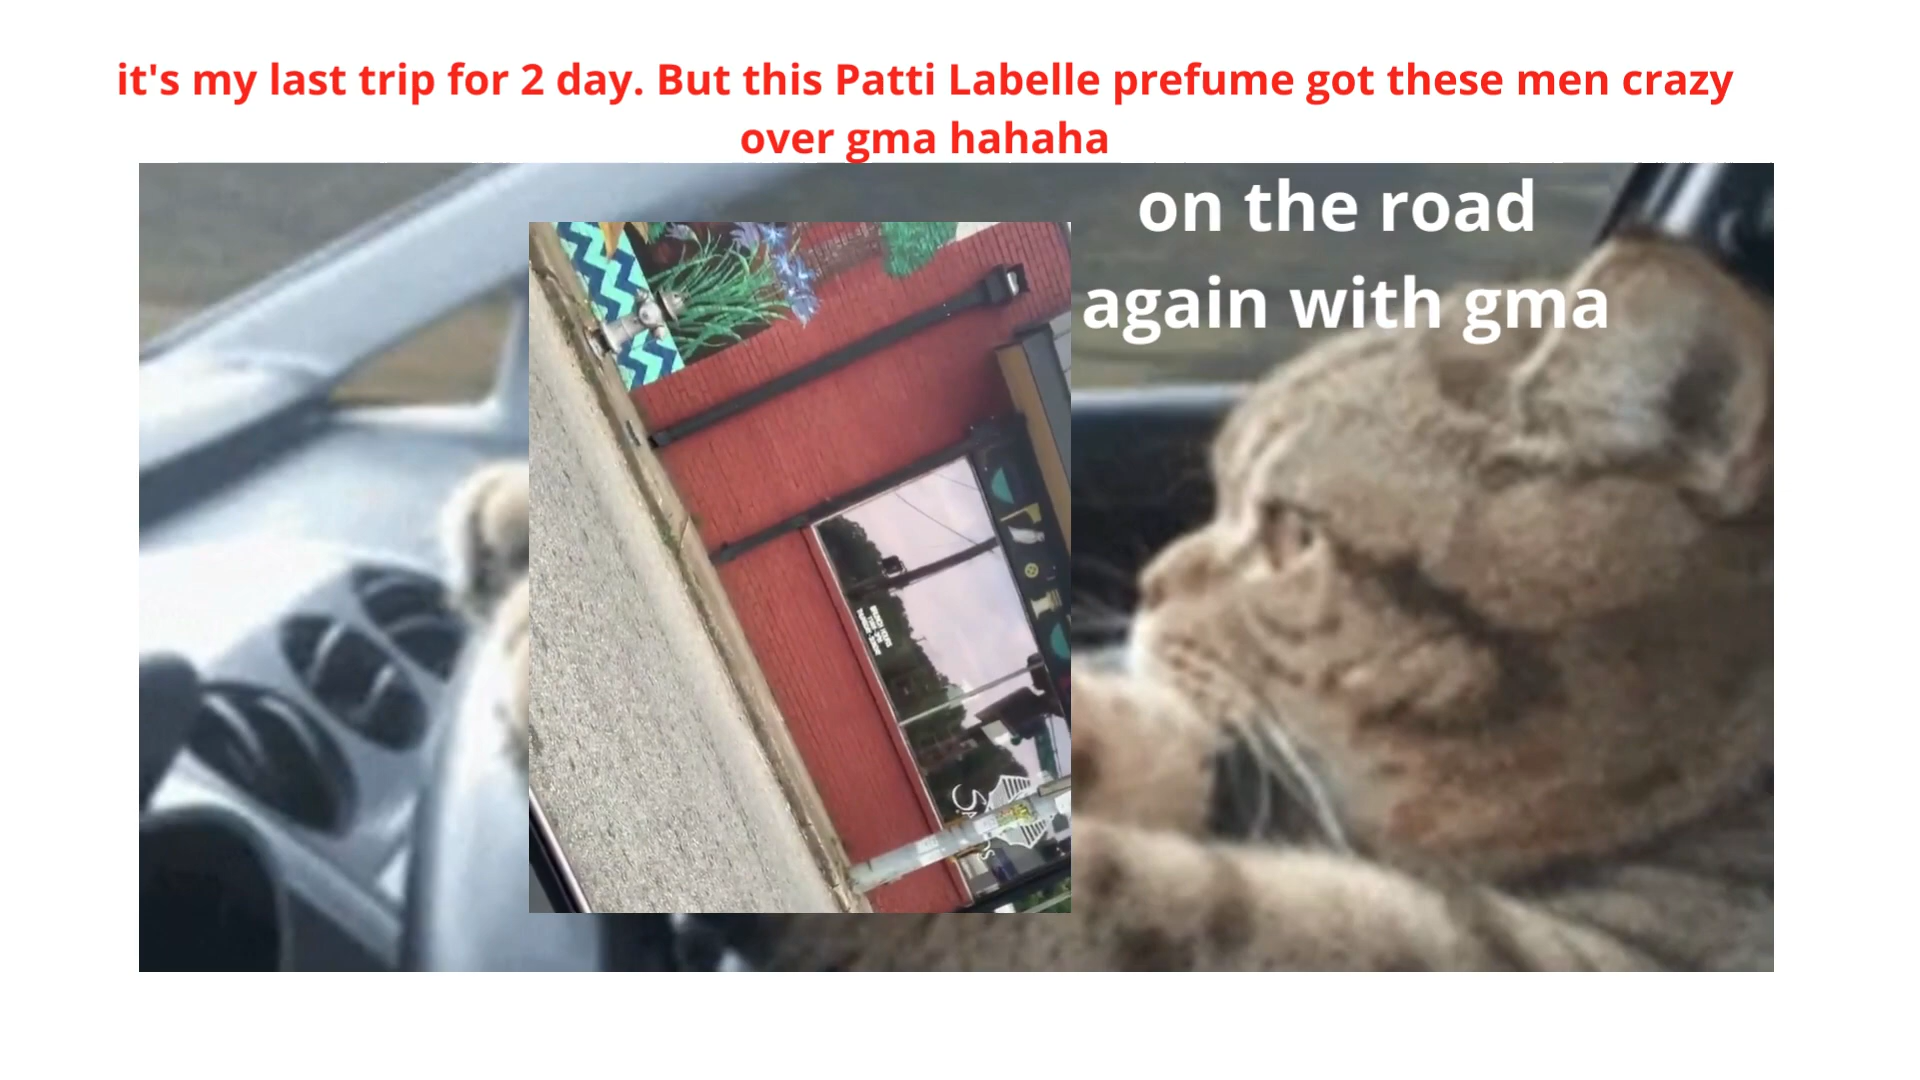 it's my last trip for 2 day. But this Patti Labelle prefume got these men crazy
over gma hahaha
on the road
again with gma